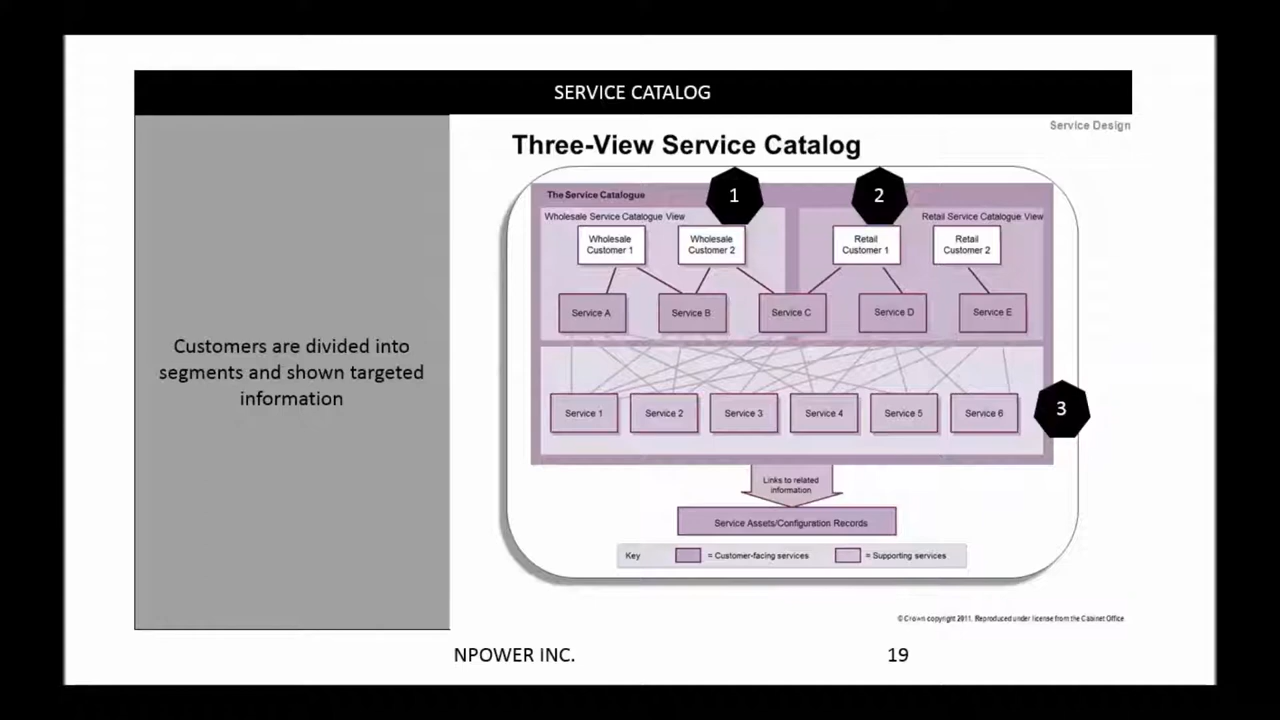 SERVICE CATALOG
Service Design
Three-View Service Catalog
Customers are divided into
segments and shown targeted
information
The Service Catalogue
1
2
Wholesale Service Catalogue View
Retail Service Catalogue View
Wholesale
Customer 1
Wholesale
Customer 2
Retail
Customer 1
Retail
Customer 2
Service A
Service B
Service C
Service D
Service E
Service 1
Service 2
Service 3
Service 4
Service 5
Service 6
3
Links to related
information
Service Assets/Configuration Records
Key
= Customer-facing services
= Supporting services
© Crown copyright 2011. Reproduced under license from the Cabinet Office
NPOWER INC.
19